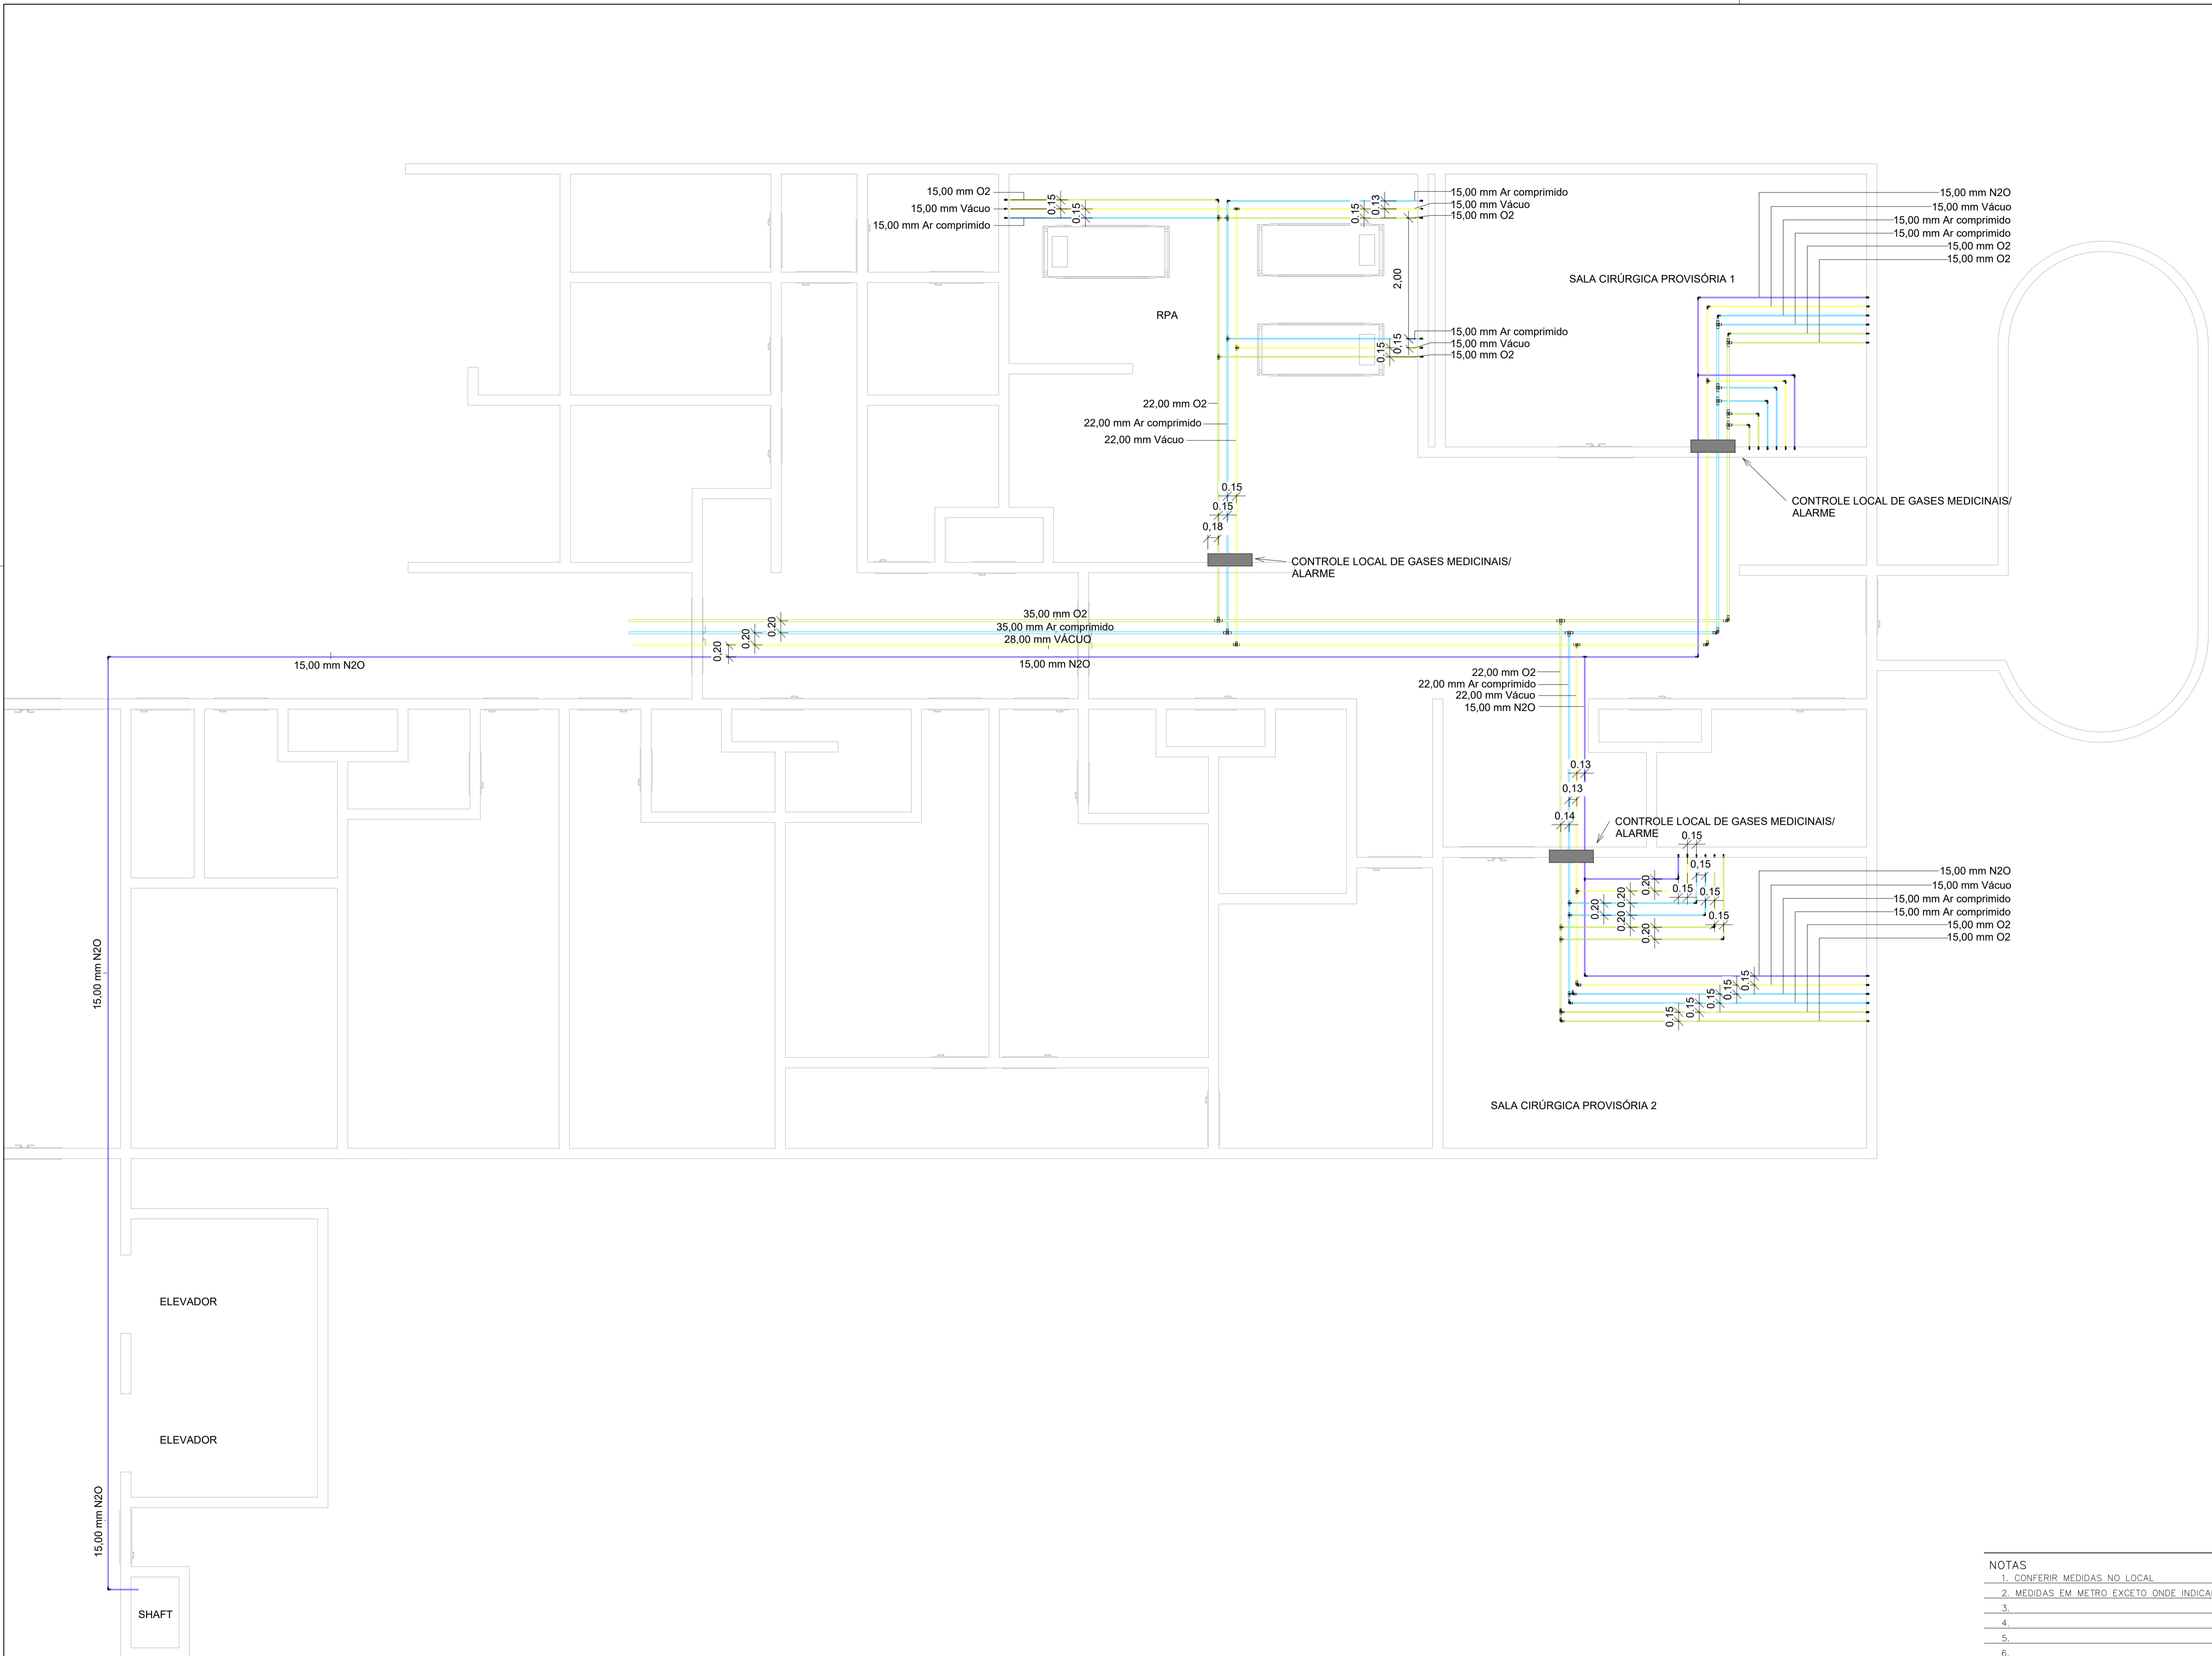 15,00 mm O2
15,00 mm Vácuo
15,00 mm Ar comprimido
0.15
0.15
15,00 mm Ar comprimido
15,00 mm Vácuo
15,00 mm O2
0.15
0.13
2,00
15,00 mm N2O
15,00 mm Vácuo
15,00 mm Ar comprimido
15,00 mm Ar comprimido
15,00 mm O2
15,00 mm O2
SALA CIRÚRGICA PROVISÓRIA 1
RPA
15,00 mm Ar comprimido
15,00 mm Vácuo
15,00 mm O2
0.15
0,15
22,00 mm O2
22,00 mm Ar comprimido
22,00 mm Vácuo
0.15
0.15
0,18
CONTROLE LOCAL DE GASES MEDICINAIS/
ALARME
CONTROLE LOCAL DE GASES MEDICINAIS/
ALARME
35,00 mm O2
35,00 mm Ar comprimido
28,00 mm VÁCUO
15,00 mm N2O
15,00 mm N2O
0,20
0,20
0,20
22,00 mm O2
22,00 mm Ar comprimido
22,00 mm Vácuo
15,00 mm N2O
0.13
0,13
0.14
CONTROLE LOCAL DE GASES MEDICINAIS/
ALARME
0.15
0,15
0.15
0.15
0.15
0,20
0,20
0,20
0,20
0,20
15,00 mm N2O
15,00 mm Vácuo
15,00 mm Ar comprimido
15,00 mm Ar comprimido
15,00 mm O2
15,00 mm O2
0,15
0,15
0,15
0,15
0,15
15,00 mm N2O
SALA CIRÚRGICA PROVISÓRIA 2
ELEVADOR
ELEVADOR
15,00 mm N2O
SHAFT
NOTAS
1. CONFERIR MEDIDAS NO LOCAL
2. MEDIDAS EM METRO EXCETO ONDE INDICA
3.
4.
5.
6.